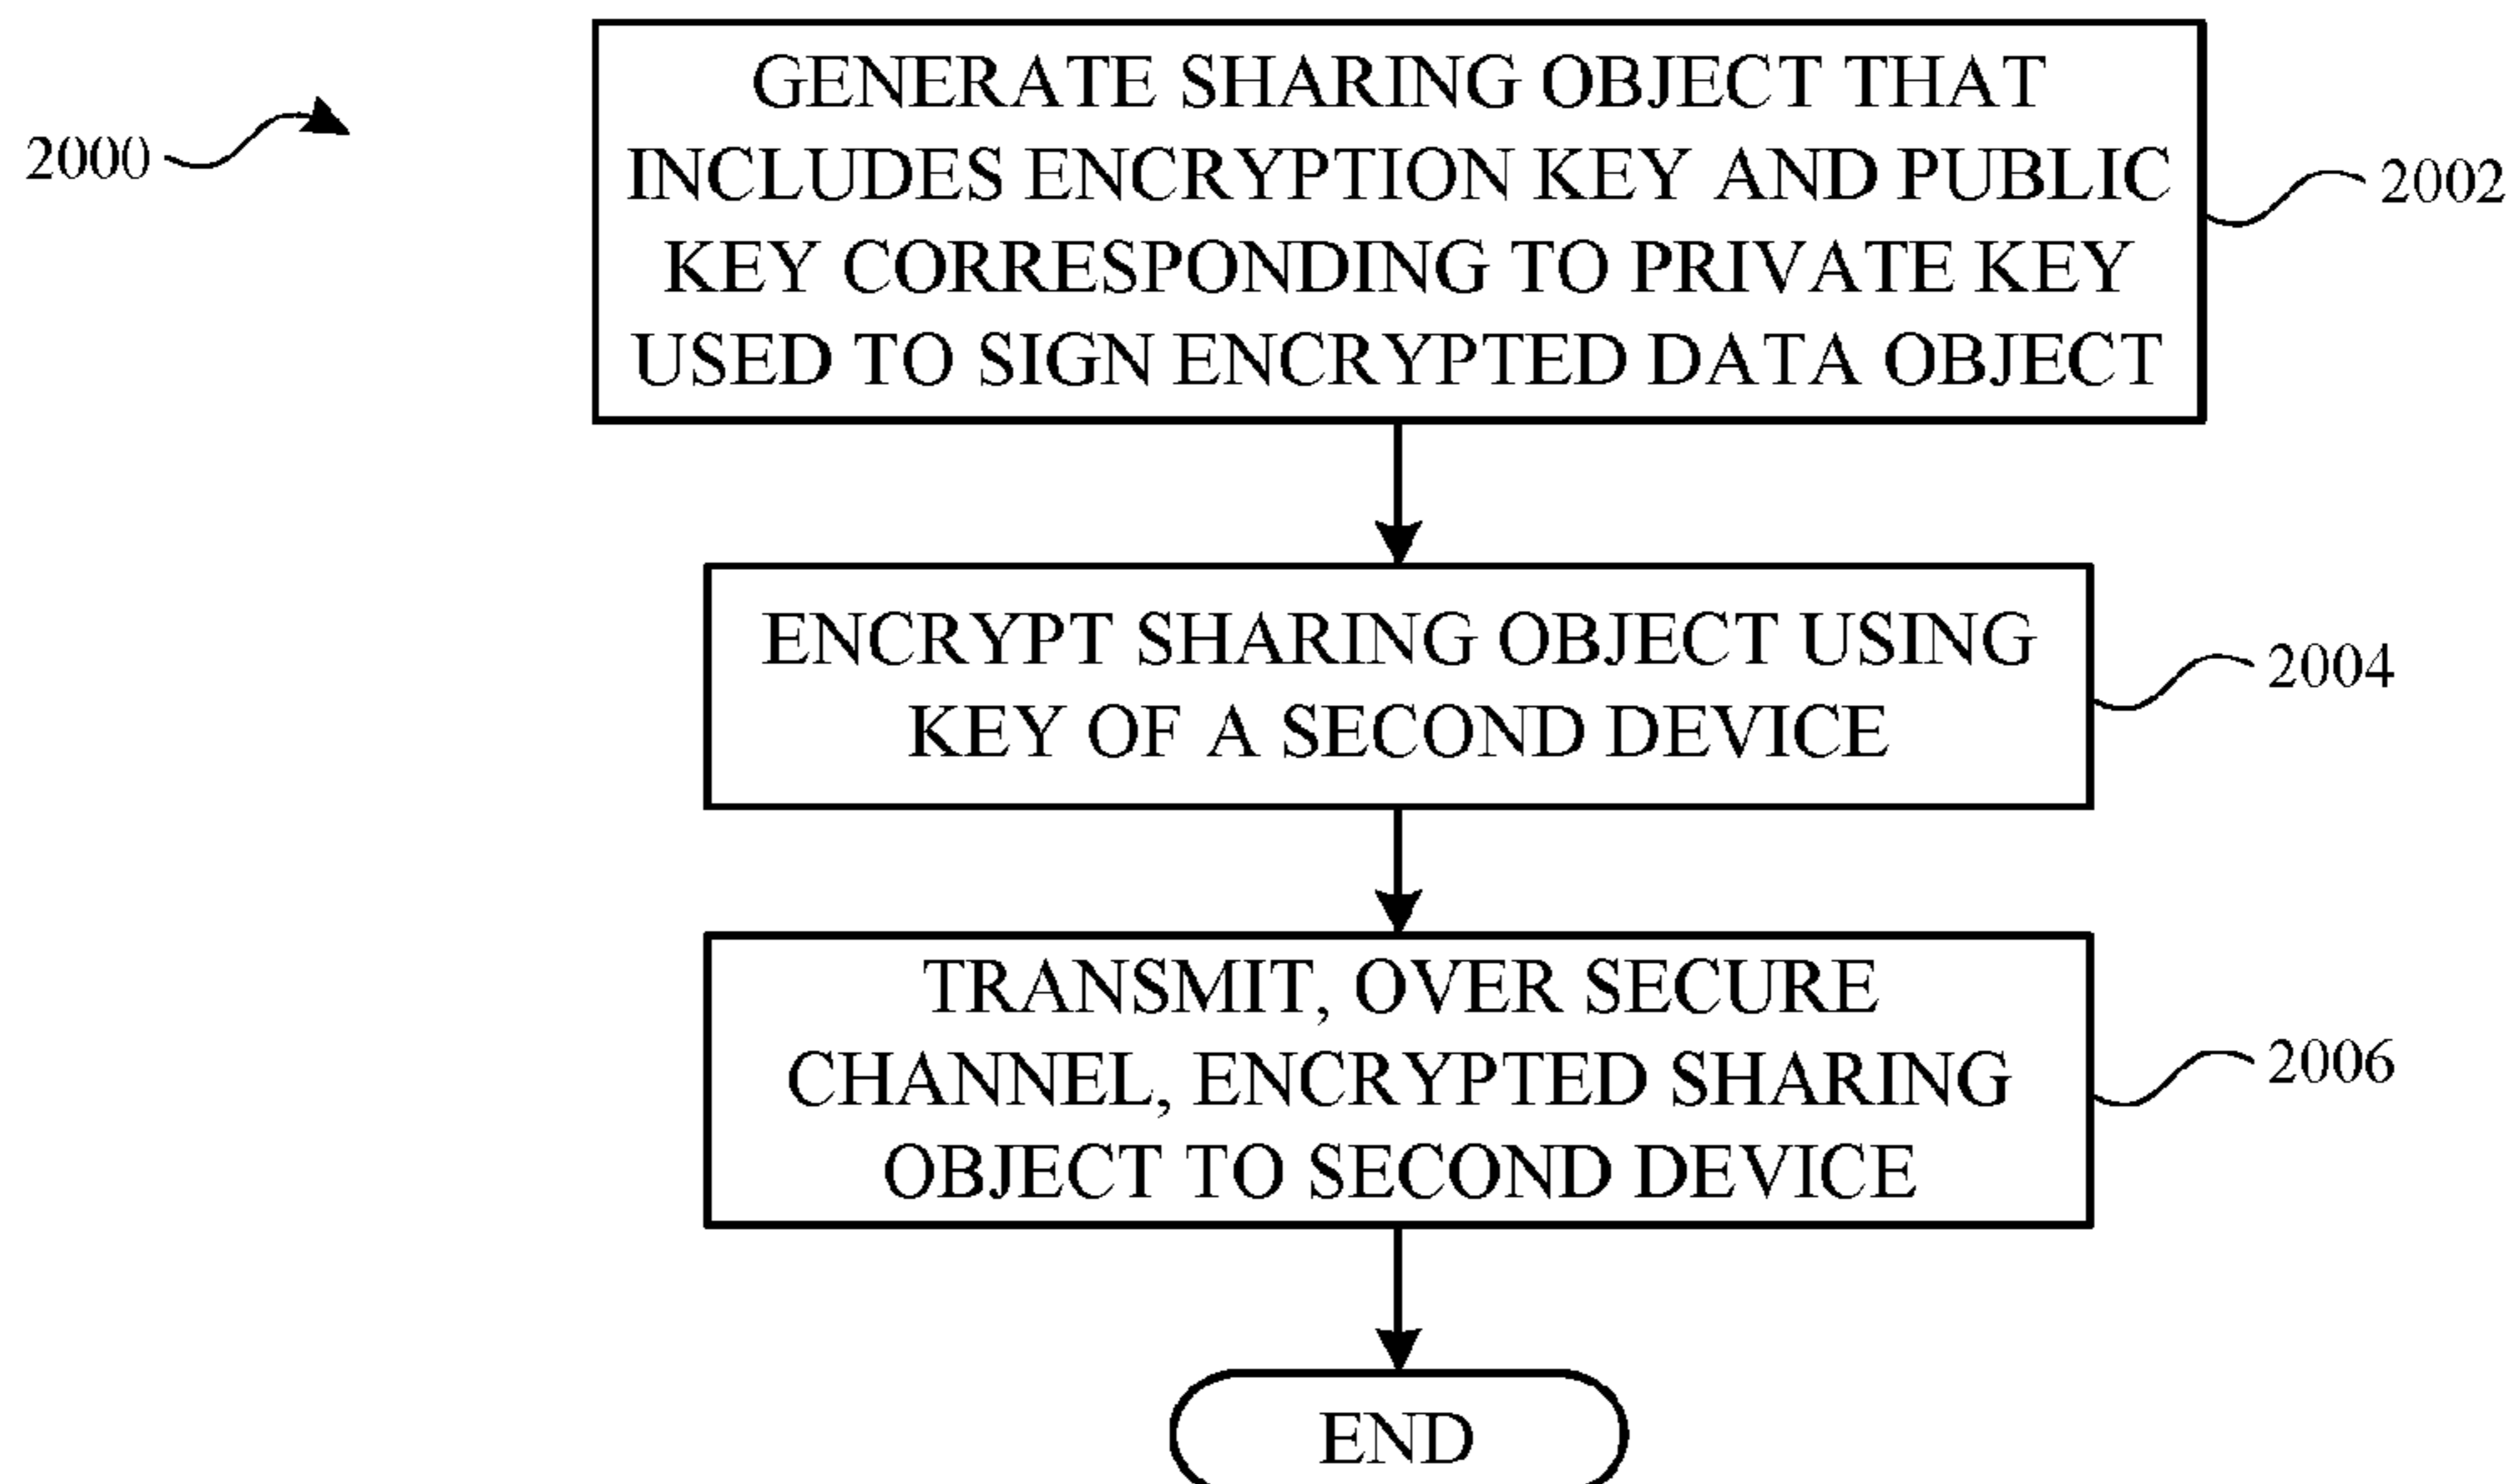 2000
GENERATE SHARING OBJECT THAT
INCLUDES ENCRYPTION KEY AND PUBLIC
KEY CORRESPONDING TO PRIVATE KEY
USED TO SIGN ENCRYPTED DATA OBJECT
2002
ENCRYPT SHARING OBJECT USING
KEY OF A SECOND DEVICE
2004
TRANSMIT, OVER SECURE
CHANNEL, ENCRYPTED SHARING
OBJECT TO SECOND DEVICE
2006
END